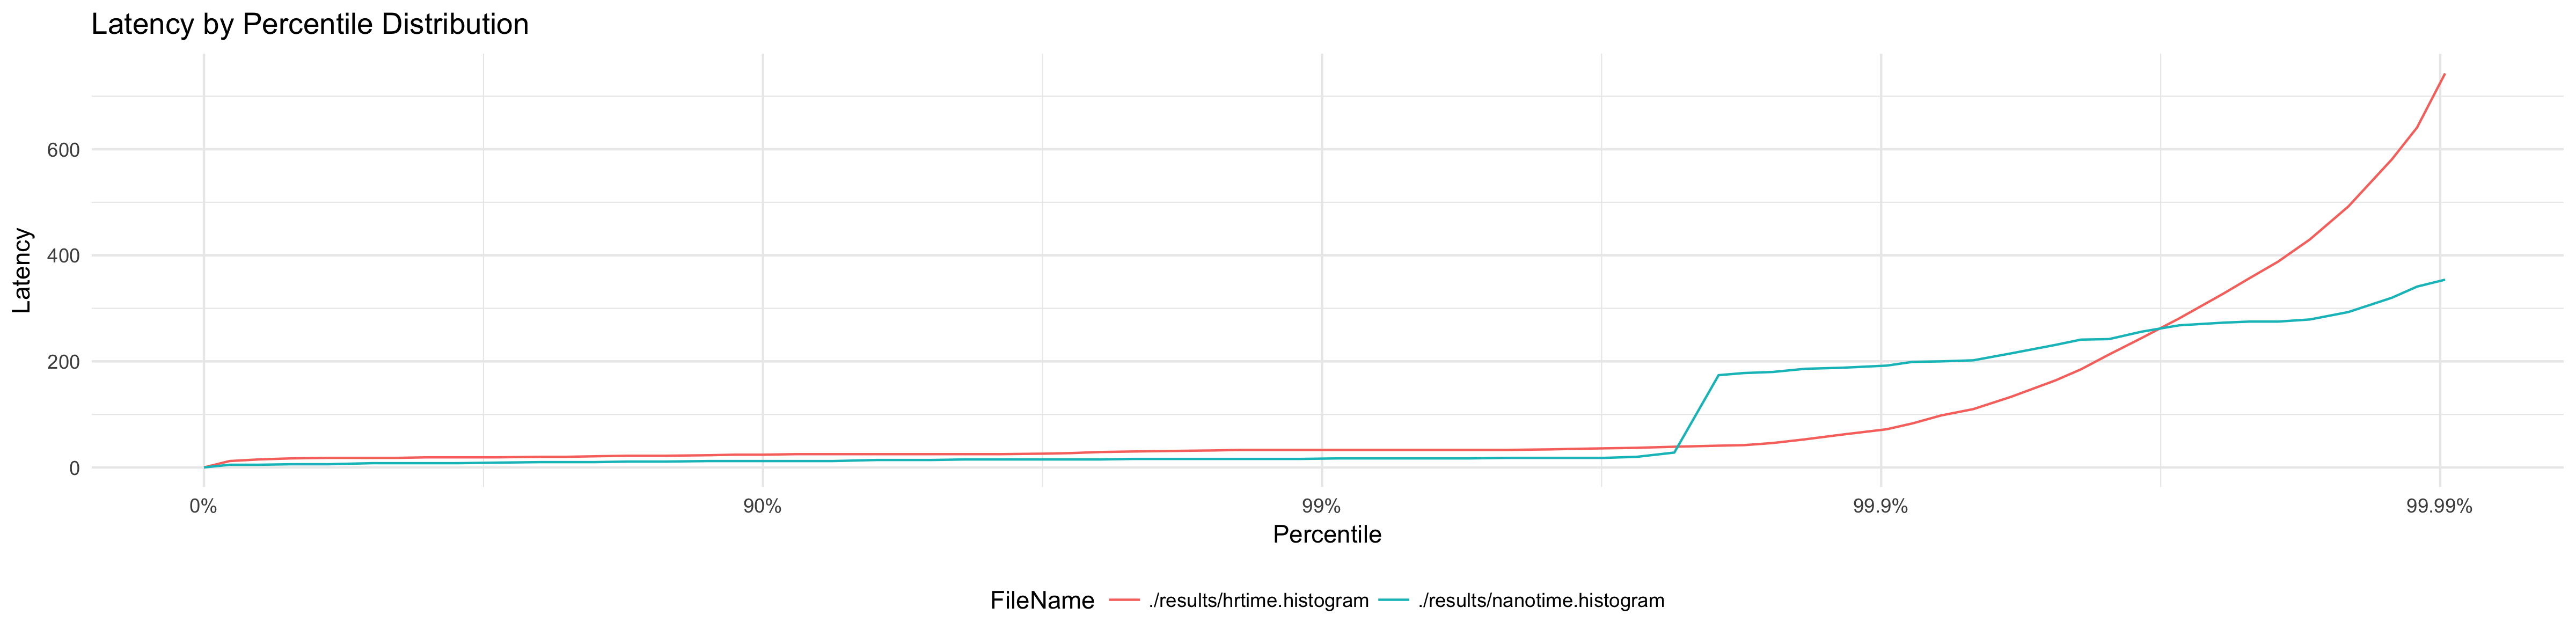 Latency by Percentile Distribution
Latency
600
400
200
0
0% 90% 99% 99.9% 99.99%
Percentile
FileName ./results/hrtime.histogram ./results/nanotime.histogram